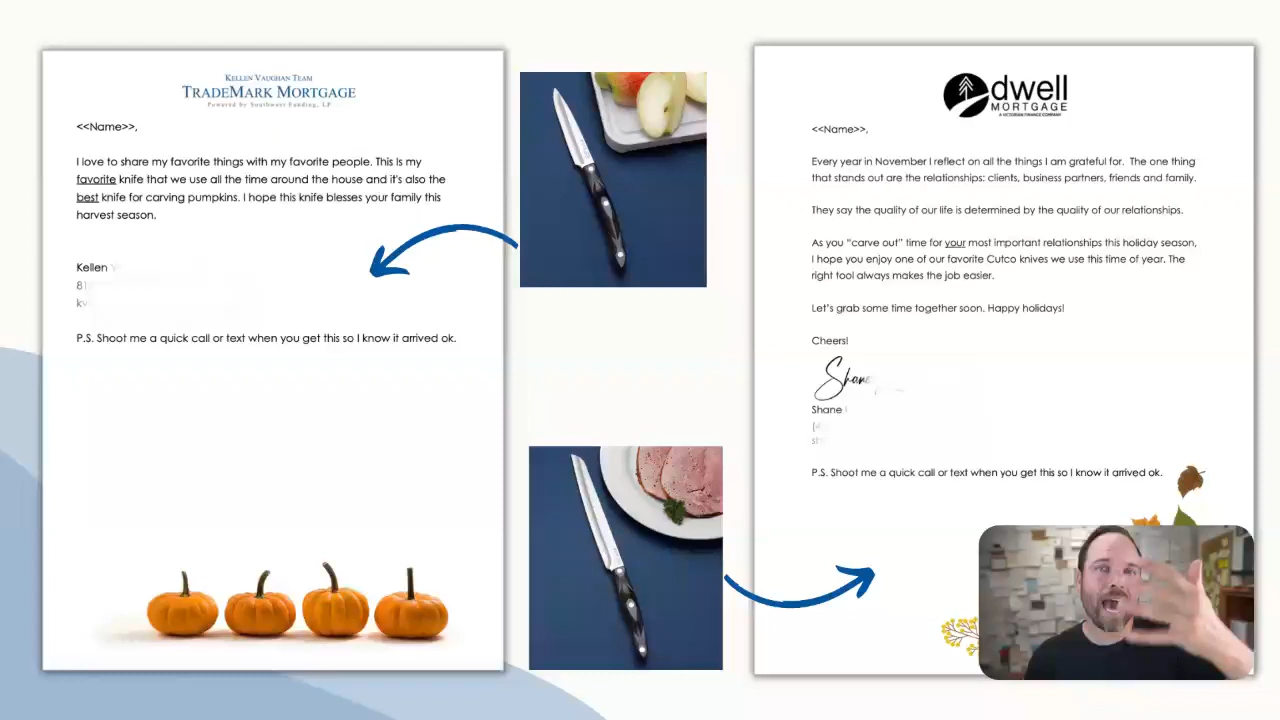 KELLEN VAUGHAN TEAM
TRADEMARK MORTGAGE
Powered by Southwest Funding, LP
<<Name>>,
I love to share my favorite things with my favorite people. This is my
favorite knife that we use all the time around the house and it's also the
best knife for carving pumpkins. I hope this knife blesses your family this
harvest season.
Kellen
P.S. Shoot me a quick call or text when you get this so I know it arrived ok.
dwell
MORTGAGE
A VICTORIAN FINANCE COMPANY
<<Name>>,
Every year in November I reflect on all the things I am grateful for. The one thing
that stands out are the relationships: clients, business partners, friends and family.
They say the quality of our life is determined by the quality of our relationships.
As you “carve out” time for your most important relationships this holiday season,
I hope you enjoy one of our favorite Cutco knives we use this time of year. The
right tool always makes the job easier.
Let’s grab some time together soon. Happy holidays!
Cheers!
Shane
Shane
P.S. Shoot me a quick call or text when you get this so I know it arrived ok.